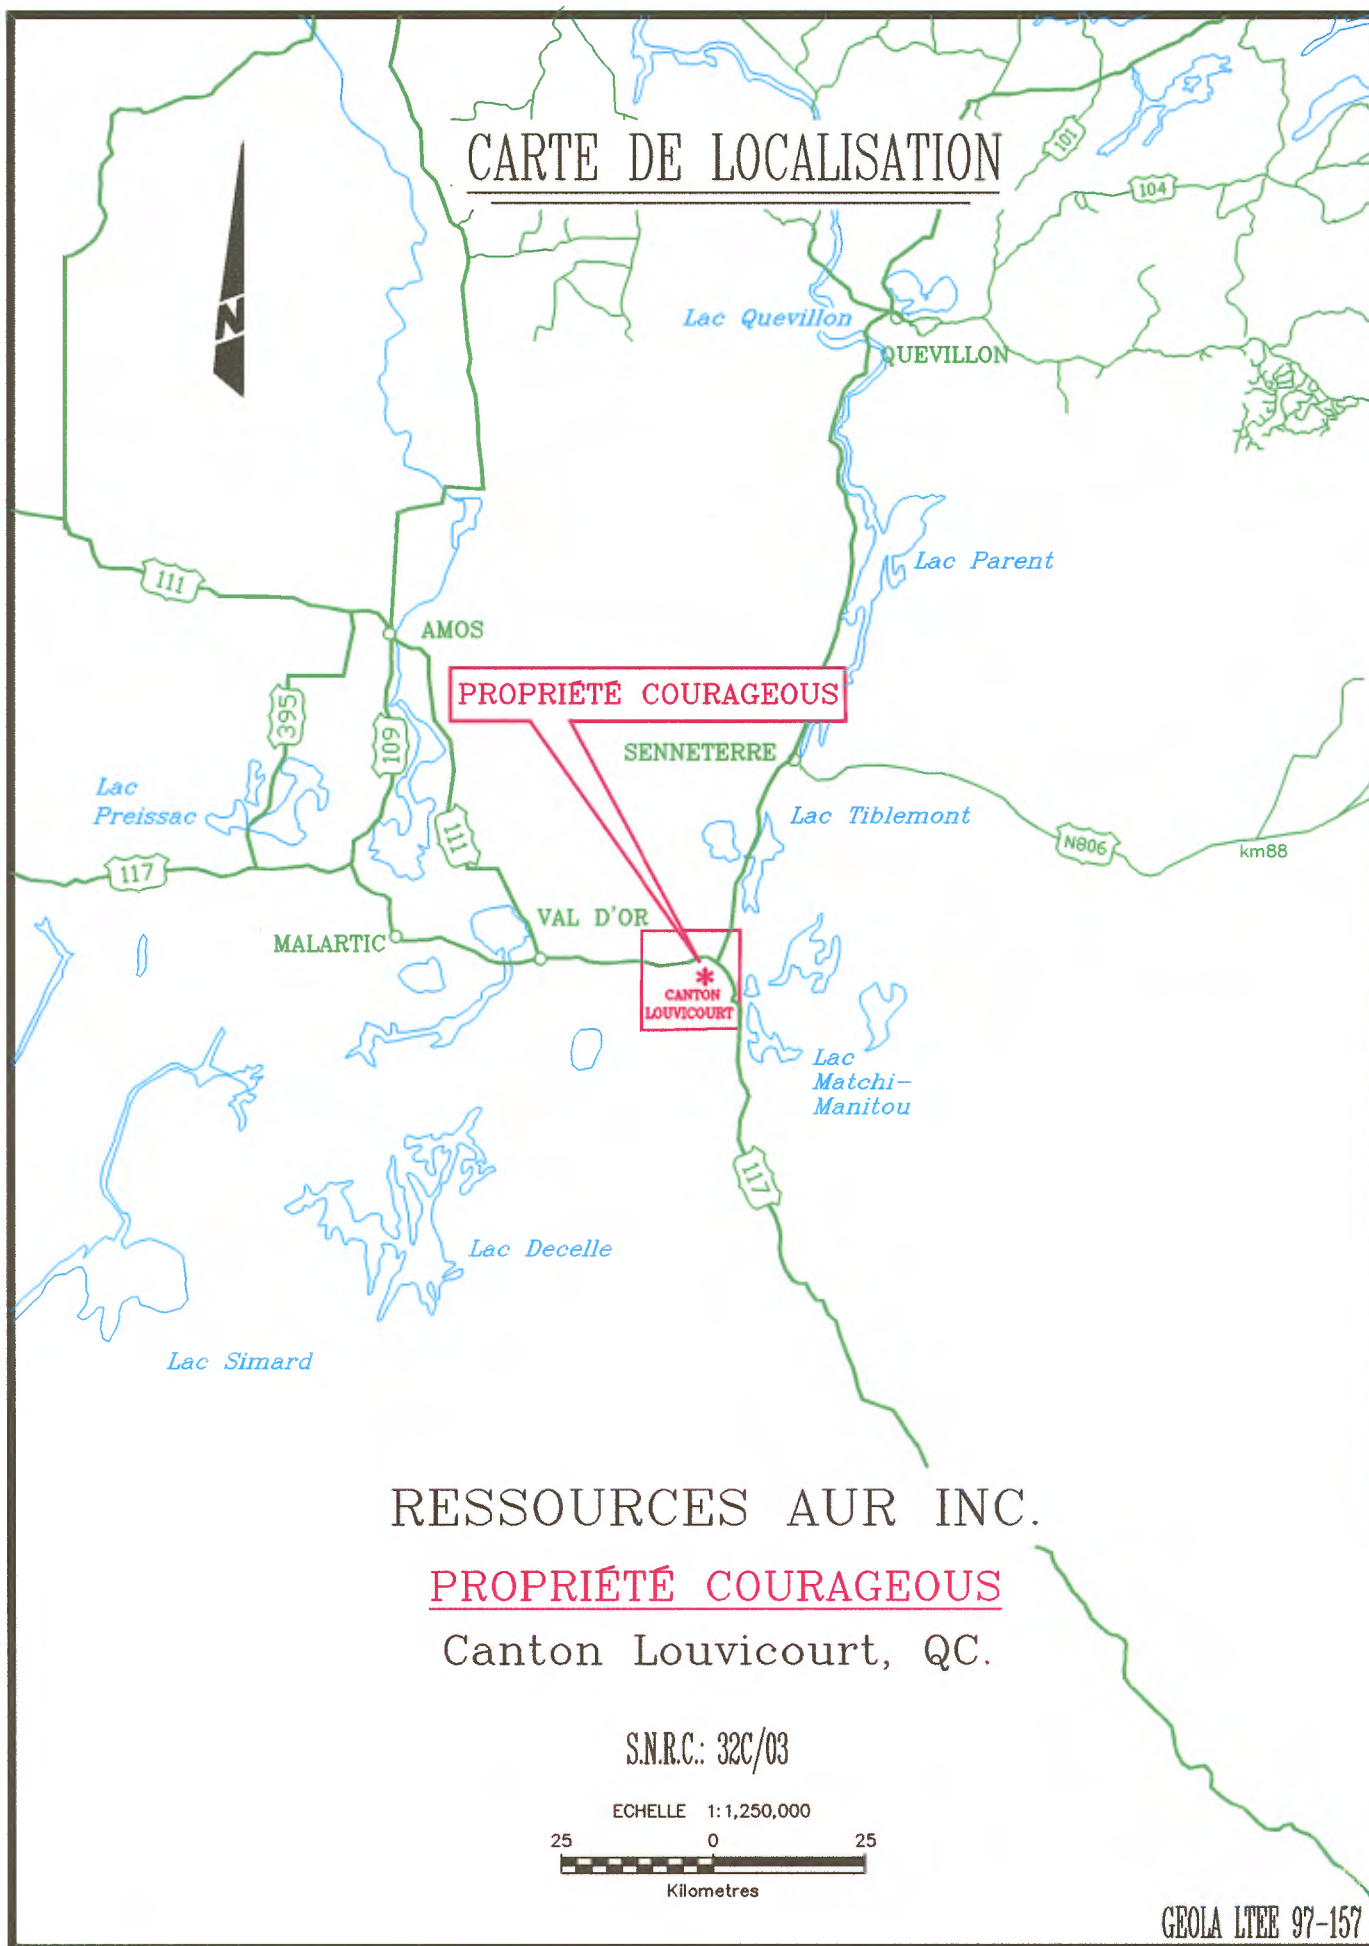 CARTE DE LOCALISATION
101
104
N
Lac Quevillon
QUEVILLON
Lac Parent
111
AMOS
PROPRIÉTÉ COURAGEOUS
395
109
SENNETERRE
Lac
Preissac
Lac Tiblemont
111
N806
km88
117
VAL D'OR
MALARTIC
CANTON
LOUVICOURT
Lac
Matchi-
Manitou
117
Lac Decelle
Lac Simard
RESSOURCES AUR INC.
PROPRIÉTÉ COURAGEOUS
Canton Louvicourt, QC.
S.N.R.C.: 32C/03
ECHELLE 1:1,250,000
25 0 25
Kilometres
GEOLA LTEE 97-157